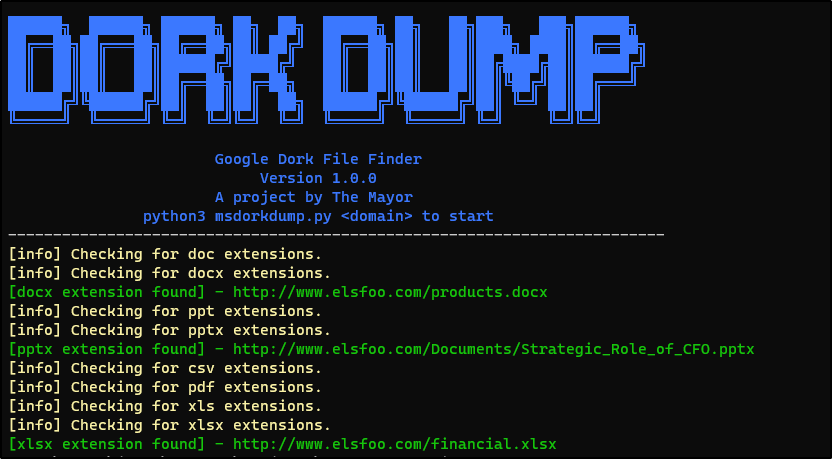 DORK DUMP
Google Dork File Finder
Version 1.0.0
A project by The Mayor
python3 msdorkdump.py <domain> to start
-------------------------------------------------------------------------
[info] Checking for doc extensions.
[info] Checking for docx extensions.
[docx extension found] - http://www.elsfoo.com/products.docx
[info] Checking for ppt extensions.
[info] Checking for pptx extensions.
[pptx extension found] - http://www.elsfoo.com/Documents/Strategic_Role_of_CFO.pptx
[info] Checking for csv extensions.
[info] Checking for pdf extensions.
[info] Checking for xls extensions.
[info] Checking for xlsx extensions.
[xlsx extension found] - http://www.elsfoo.com/financial.xlsx